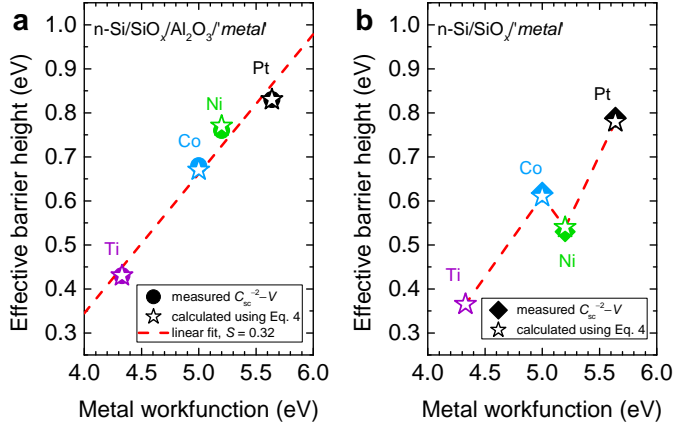 a
n-Si/SiOₓ/Al₂O₃/'metal'
Effective barrier height (eV)
1.0
0.9
0.8
0.7
0.6
0.5
0.4
0.3
Pt
Ni
Co
Ti
measured C_sc⁻²–V
calculated using Eq. 4
linear fit, S = 0.32
4.0 4.5 5.0 5.5 6.0
Metal workfunction (eV)
b
n-Si/SiOₓ/'metal'
Effective barrier height (eV)
1.0
0.9
0.8
0.7
0.6
0.5
0.4
0.3
Pt
Co
Ni
Ti
measured C_sc⁻²–V
calculated using Eq. 4
4.0 4.5 5.0 5.5 6.0
Metal workfunction (eV)